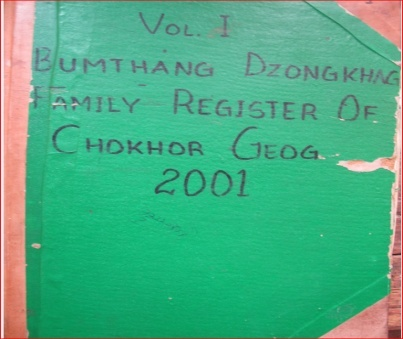 VOL. I
BUMTHANG DZONGKHAG
FAMILY REGISTER OF
CHOKHOR GEOG
2001